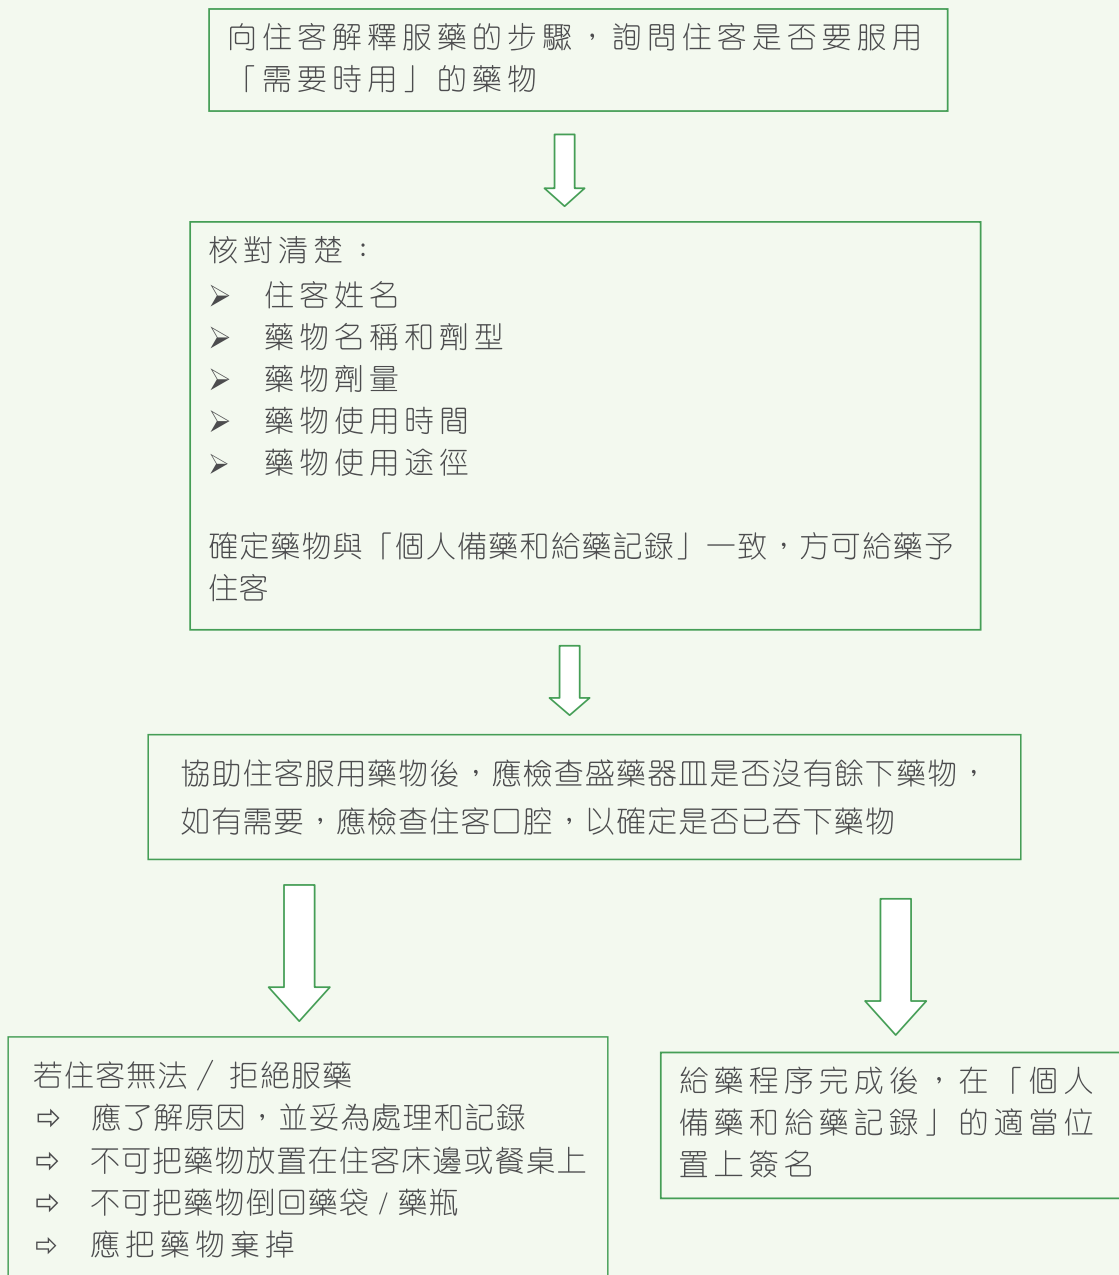 向住客解釋服藥的步驟，詢問住客是否要服用
「需要時用」的藥物
核對清楚：
➢ 住客姓名
➢ 藥物名稱和劑型
➢ 藥物劑量
➢ 藥物使用時間
➢ 藥物使用途徑
確定藥物與「個人備藥和給藥記錄」一致，方可給藥予
住客
協助住客服用藥物後，應檢查盛藥器皿是否沒有餘下藥物，
如有需要，應檢查住客口腔，以確定是否已吞下藥物
若住客無法 / 拒絕服藥
⇨ 應了解原因，並妥為處理和記錄
⇨ 不可把藥物放置在住客床邊或餐桌上
⇨ 不可把藥物倒回藥袋 / 藥瓶
⇨ 應把藥物棄掉
給藥程序完成後，在「個人
備藥和給藥記錄」的適當位
置上簽名